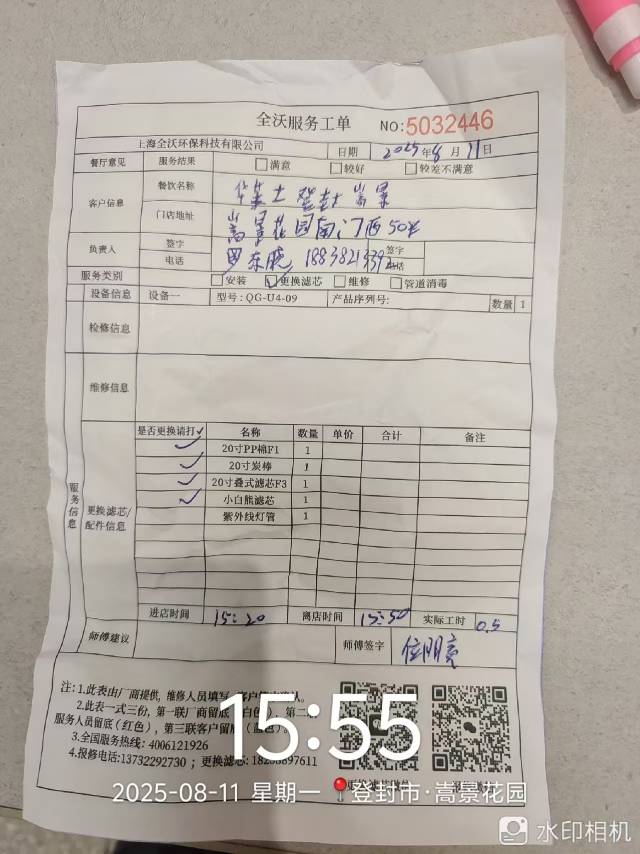 全沃服务工单 NO:5032446
上海全沃环保科技有限公司 日期 2025年8月11日
餐厅意见 服务结果 满意 较好 较差不满意
客户信息 餐饮名称 华莱士登封嵩景
门店地址 嵩景花园南门西50米
负责人 签字 签字
电话 罗东晓 电话
服务类别 安装 更换滤芯 维修 管道消毒
设备信息 设备一 型号:QG-U4-09 产品序列号: 数量 1
检修信息
维修信息
服务信息
更换滤芯/配件信息
是否更换请打✓ 名称 数量 单价 合计 备注
✓ 20寸PP棉F1 1
✓ 20寸炭棒 1
✓ 20寸叠式滤芯F3 1
✓ 小白熊滤芯 1
紫外线灯管 1
进店时间 15:20 离店时间 15:50 实际工时 0.5
师傅建议 师傅签字
注:1.此表由厂商提供,维修人员填写,客户
2.此表一式三份,第一联厂商留底(白色),第二联
服务人员留底(红色),第三联客户留底(蓝色)。
3.全国服务热线:4006121926
4.报修电话:13732292730;更换滤芯:
15:55
2025-08-11 星期一 登封市·嵩景花园
水印相机